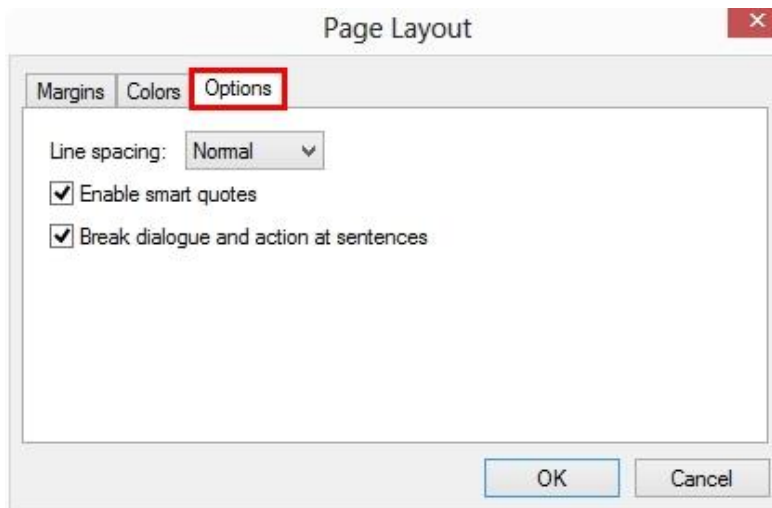 Page Layout
Margins Colors Options
Line spacing: Normal
Enable smart quotes
Break dialogue and action at sentences
OK Cancel